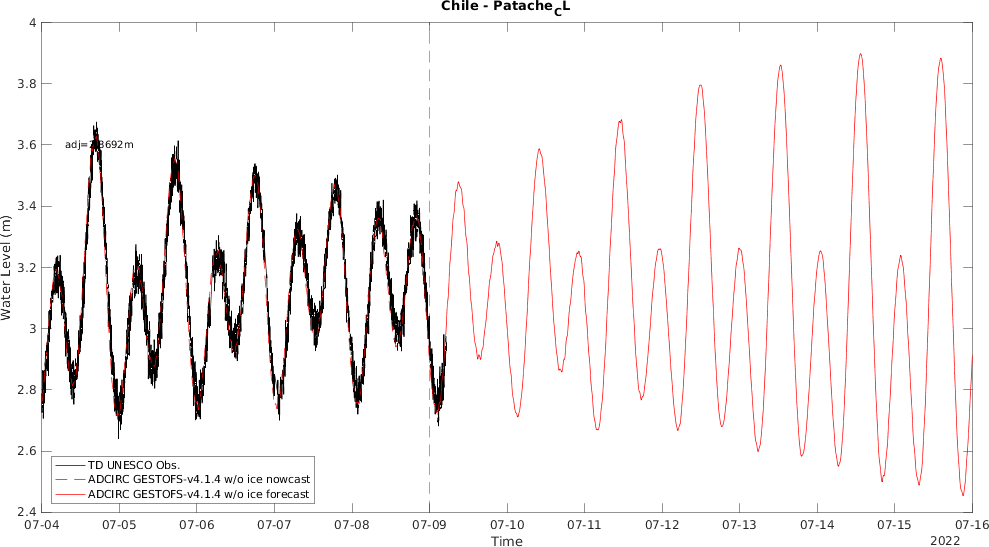 Chile - Patache_CL
4
3.8
3.6
3.4
3.2
3
2.8
2.6
2.4
Water Level (m)
TD UNESCO Obs.
ADCIRC GESTOFS-v4.1.4 w/o ice nowcast
ADCIRC GESTOFS-v4.1.4 w/o ice forecast
07-04 07-05 07-06 07-07 07-08 07-09 07-10 07-11 07-12 07-13 07-14 07-15 07-16
Time
2022